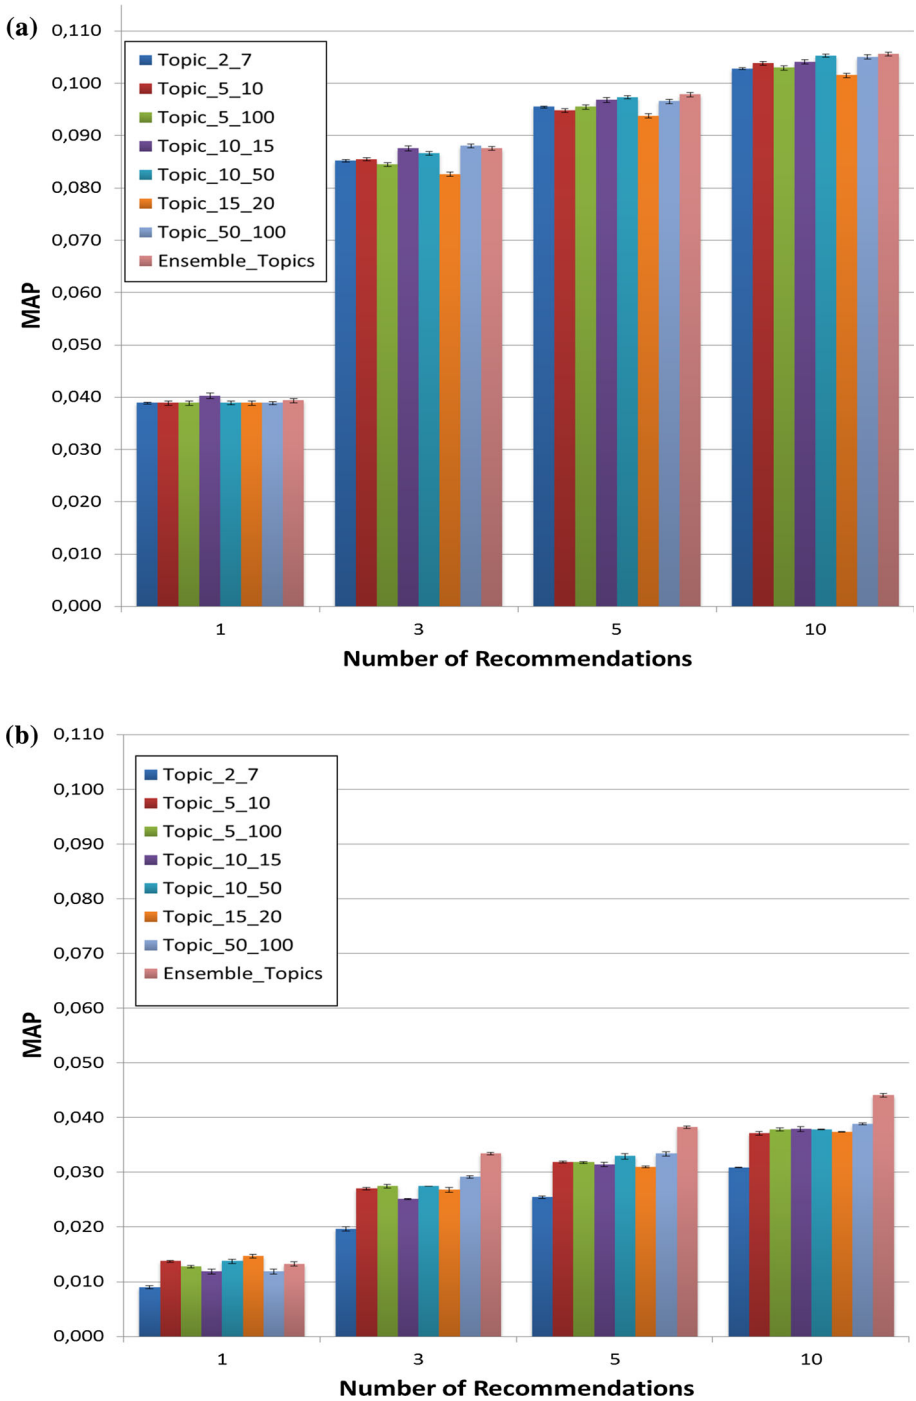 (a)
0,110
0,100
0,090
0,080
0,070
0,060
0,050
0,040
0,030
0,020
0,010
0,000
MAP
Topic_2_7
Topic_5_10
Topic_5_100
Topic_10_15
Topic_10_50
Topic_15_20
Topic_50_100
Ensemble_Topics
1 3 5 10
Number of Recommendations
(b)
0,110
0,100
0,090
0,080
0,070
0,060
0,050
0,040
0,030
0,020
0,010
0,000
MAP
Topic_2_7
Topic_5_10
Topic_5_100
Topic_10_15
Topic_10_50
Topic_15_20
Topic_50_100
Ensemble_Topics
1 3 5 10
Number of Recommendations